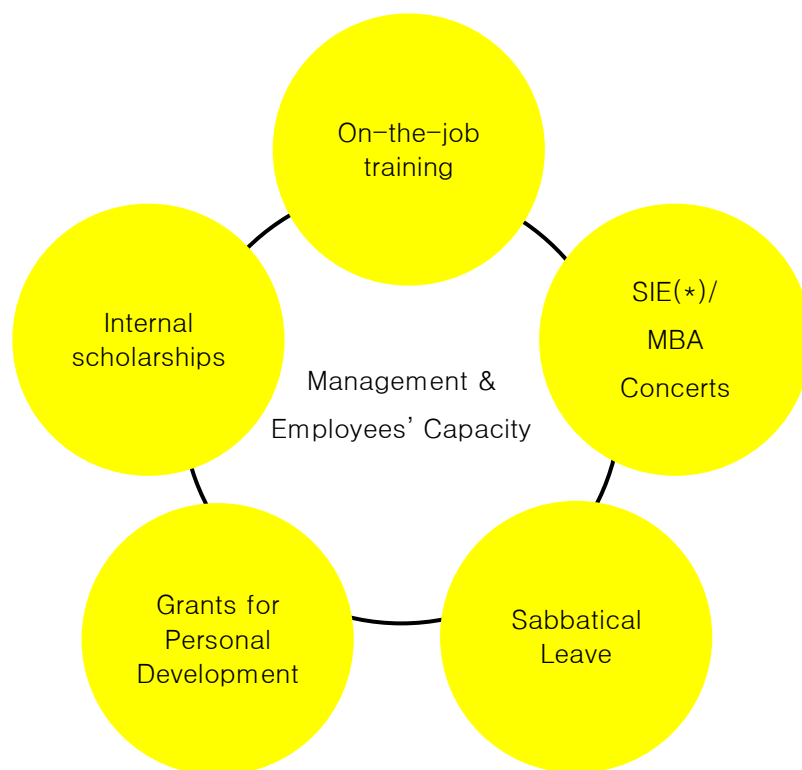 On-the-job
training
SIE(*)/
MBA
Concerts
Internal
scholarships
Management &
Employees’ Capacity
Grants for
Personal
Development
Sabbatical
Leave